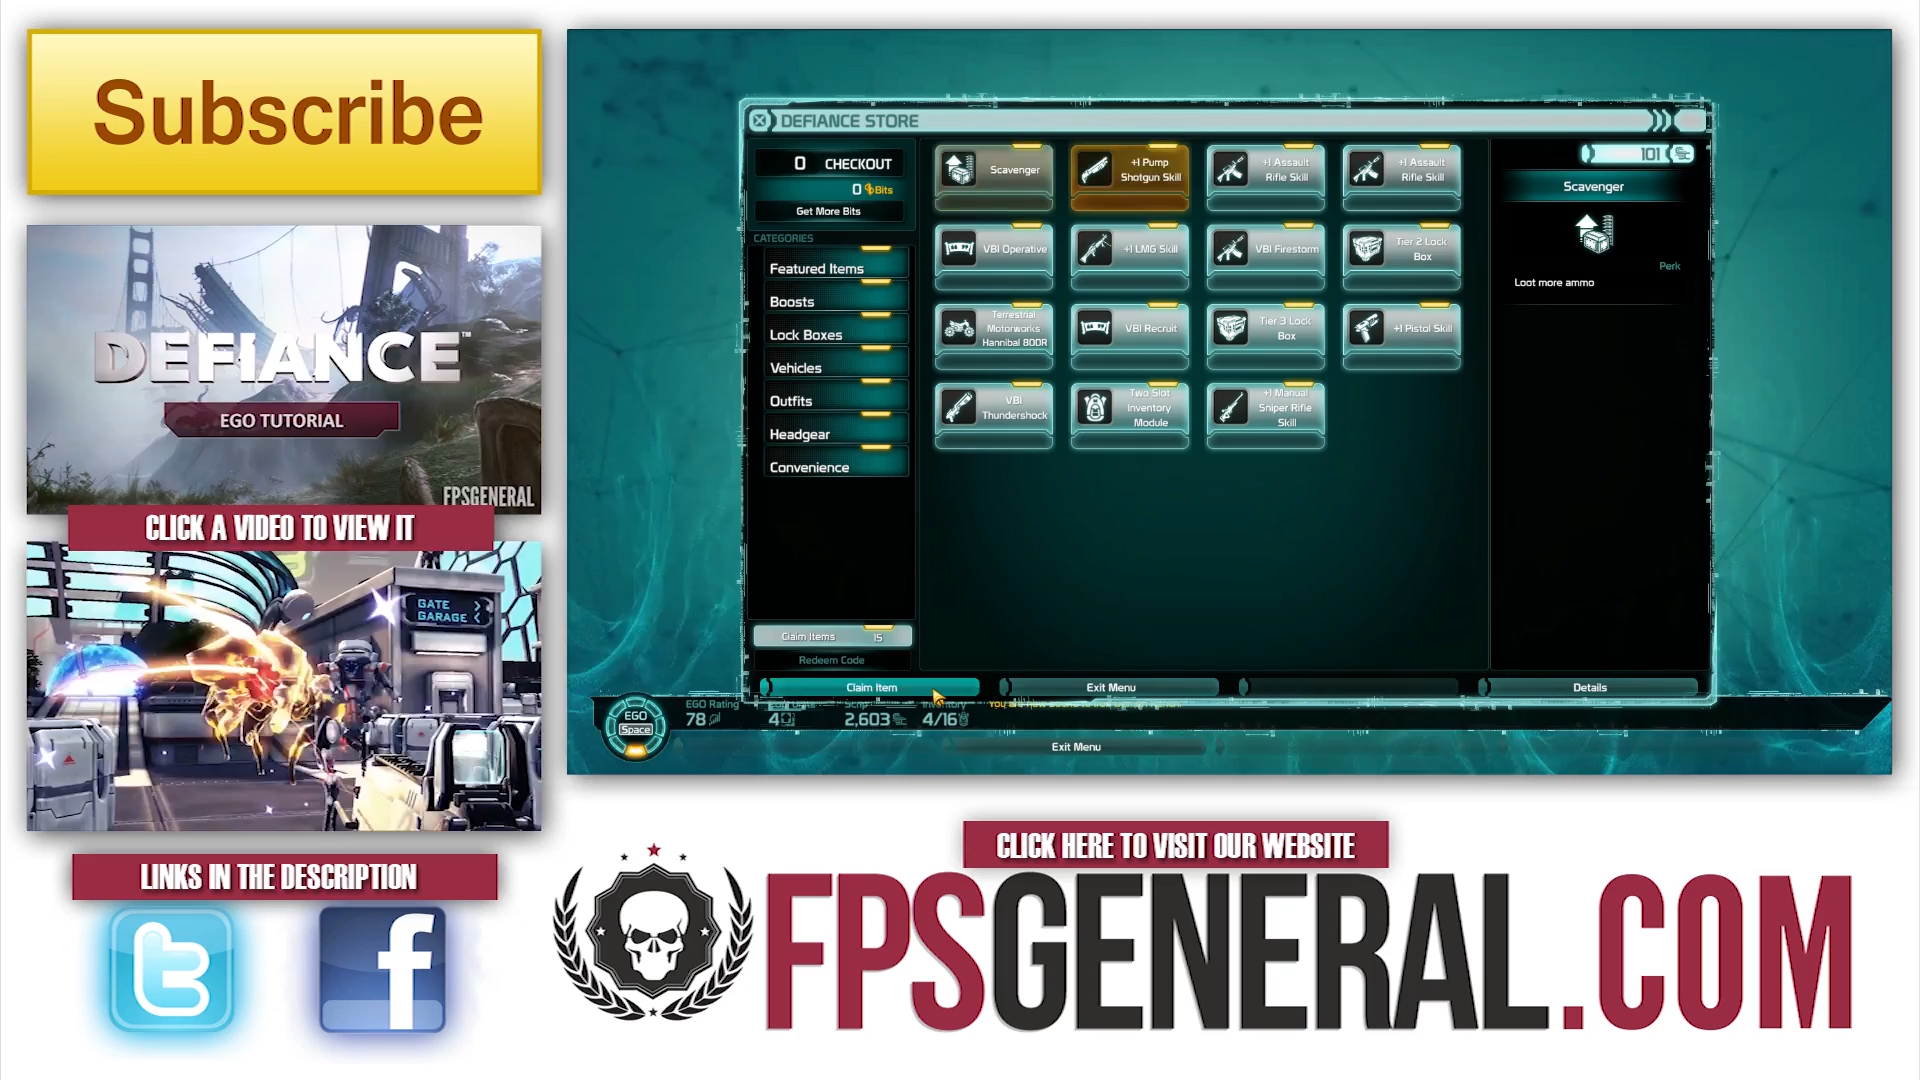 Subscribe
DEFIANCE™
EGO TUTORIAL
FPSGENERAL
CLICK A VIDEO TO VIEW IT
GATE
GARAGE
LINKS IN THE DESCRIPTION
DEFIANCE STORE
0 CHECKOUT
0 Bits
Get More Bits
CATEGORIES
Featured Items
Boosts
Lock Boxes
Vehicles
Outfits
Headgear
Convenience
Claim Items 15
Redeem Code
Scavenger
+1 Pump
Shotgun Skill
+1 Assault
Rifle Skill
+1 Assault
Rifle Skill
VBI Operative
+1 LMG Skill
VBI Firestorm
Tier 2 Lock
Box
Terrestrial
Motorworks
Hannibal 800R
VBI Recruit
Tier 3 Lock
Box
+1 Pistol Skill
VBI
Thundershock
Two Slot
Inventory
Module
+1 Manual
Sniper Rifle
Skill
101
Scavenger
Perk
Loot more ammo
Claim Item
Exit Menu
Details
EGO
Space
EGO Rating
78
4
Scrip
2,603
Inventory
4/16
Exit Menu
CLICK HERE TO VISIT OUR WEBSITE
FPSGENERAL.COM